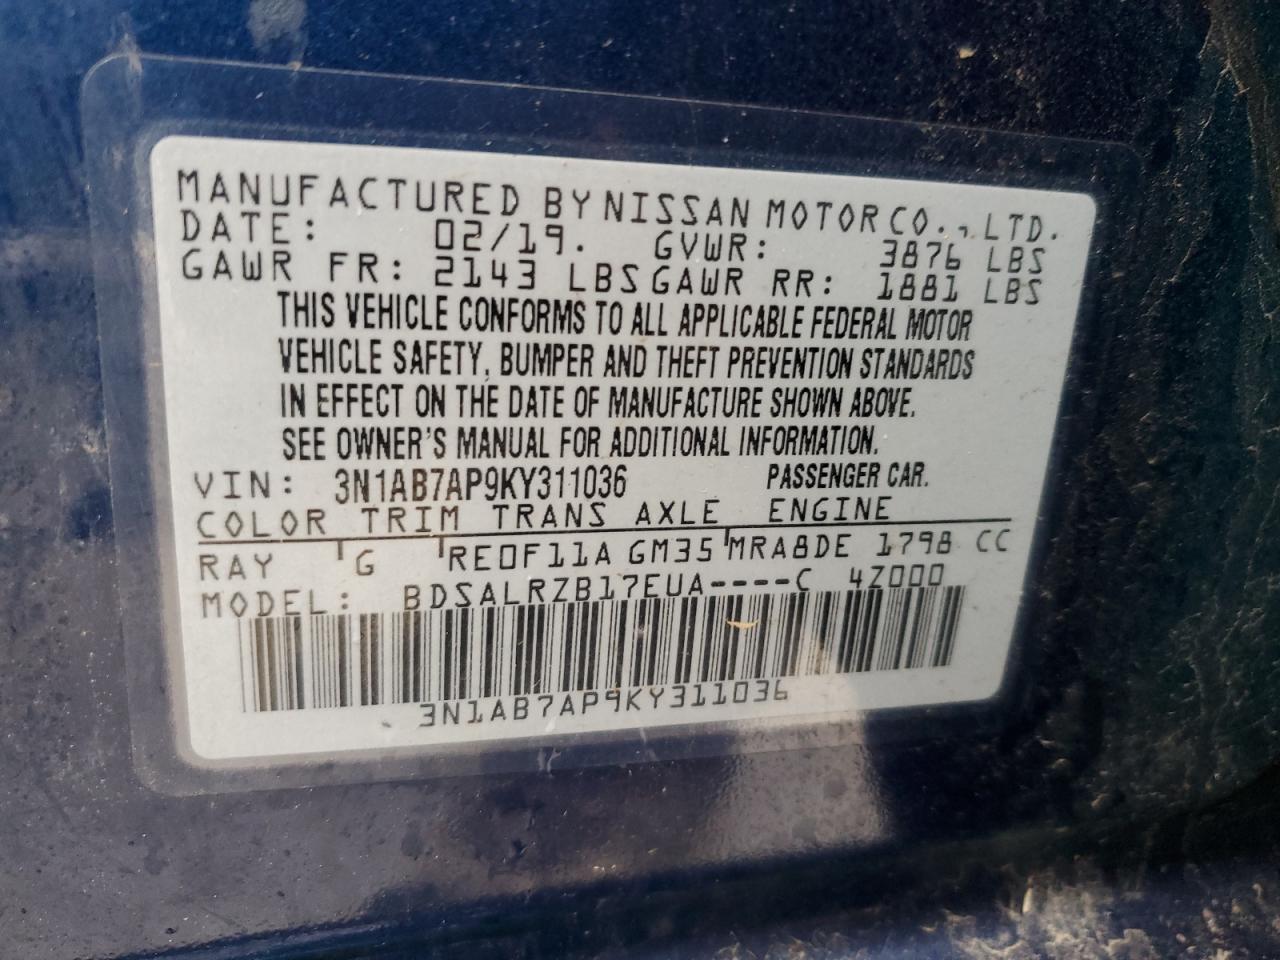 MANUFACTURED BY NISSAN MOTOR CO., LTD.
DATE: 02/19. GVWR: 3876 LBS
GAWR FR: 2143 LBS GAWR RR: 1881 LBS
THIS VEHICLE CONFORMS TO ALL APPLICABLE FEDERAL MOTOR
VEHICLE SAFETY, BUMPER AND THEFT PREVENTION STANDARDS
IN EFFECT ON THE DATE OF MANUFACTURE SHOWN ABOVE.
SEE OWNER'S MANUAL FOR ADDITIONAL INFORMATION.
VIN: 3N1AB7AP9KY311036 PASSENGER CAR.
COLOR TRIM TRANS AXLE ENGINE
RAY G RE0F11A GM35 MRA8DE 1798 CC
MODEL: BDSALRZB17EUA----C 4Z000
3N1AB7AP9KY311036